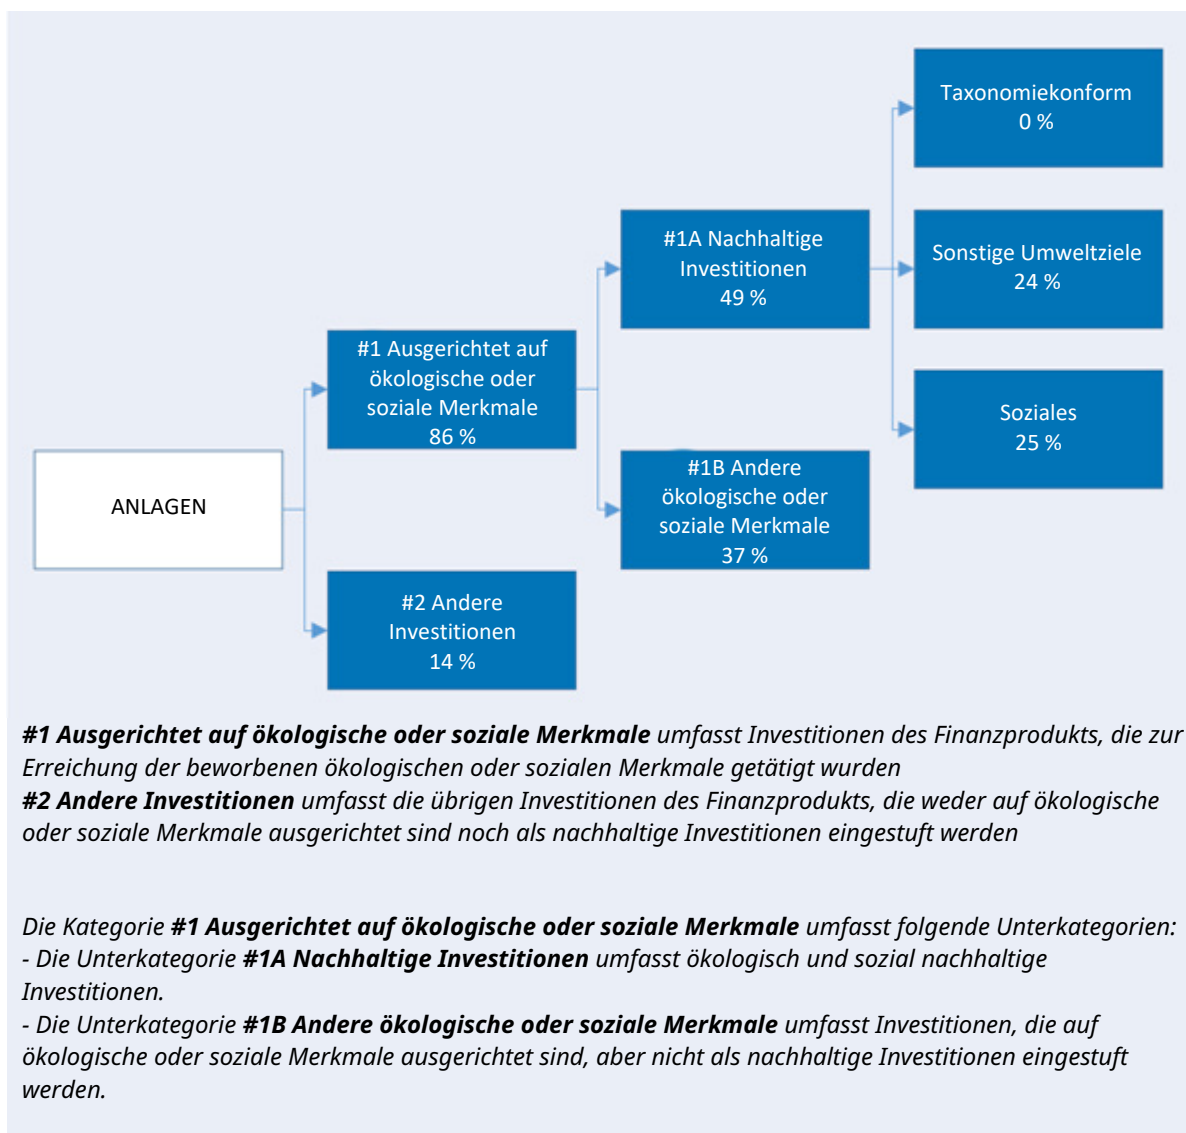 Taxonomiekonform
0 %
#1A Nachhaltige
Investitionen
49 %
Sonstige Umweltziele
24 %
#1 Ausgerichtet auf
ökologische oder
soziale Merkmale
86 %
Soziales
25 %
#1B Andere
ökologische oder
soziale Merkmale
37 %
ANLAGEN
#2 Andere
Investitionen
14 %
#1 Ausgerichtet auf ökologische oder soziale Merkmale umfasst Investitionen des Finanzprodukts, die zur
Erreichung der beworbenen ökologischen oder sozialen Merkmale getätigt wurden
#2 Andere Investitionen umfasst die übrigen Investitionen des Finanzprodukts, die weder auf ökologische
oder soziale Merkmale ausgerichtet sind noch als nachhaltige Investitionen eingestuft werden
Die Kategorie #1 Ausgerichtet auf ökologische oder soziale Merkmale umfasst folgende Unterkategorien:
- Die Unterkategorie #1A Nachhaltige Investitionen umfasst ökologisch und sozial nachhaltige
Investitionen.
- Die Unterkategorie #1B Andere ökologische oder soziale Merkmale umfasst Investitionen, die auf
ökologische oder soziale Merkmale ausgerichtet sind, aber nicht als nachhaltige Investitionen eingestuft
werden.